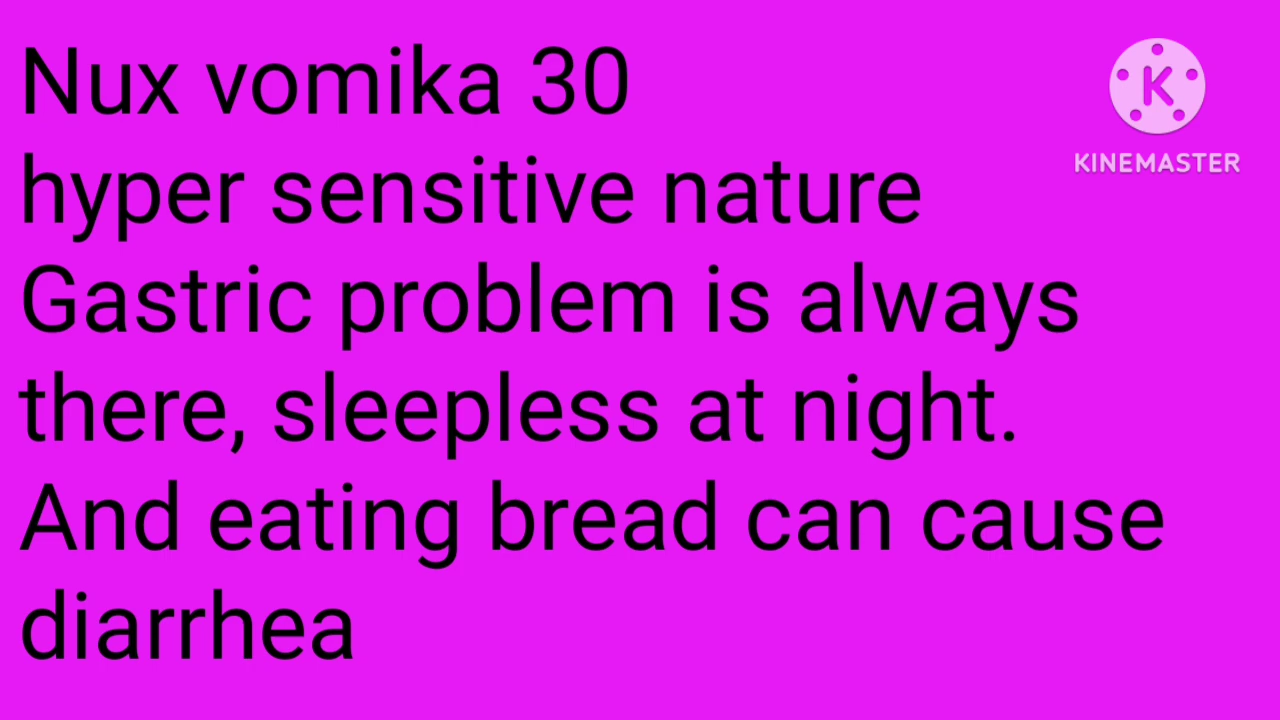 Nux vomika 30
hyper sensitive nature
Gastric problem is always
there, sleepless at night.
And eating bread can cause
diarrhea
K
KINEMASTER